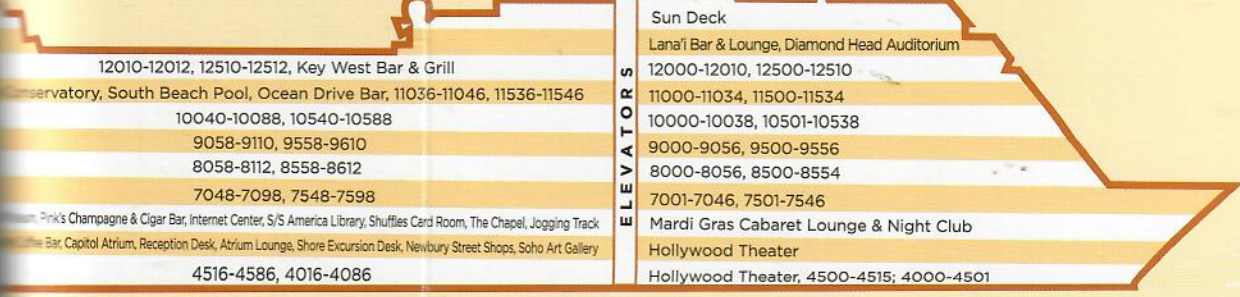 12010-12012, 12510-12512, Key West Bar & Grill
servatory, South Beach Pool, Ocean Drive Bar, 11036-11046, 11536-11546
10040-10088, 10540-10588
9058-9110, 9558-9610
8058-8112, 8558-8612
7048-7098, 7548-7598
Pink's Champagne & Cigar Bar, Internet Center, S/S America Library, Shuffles Card Room, The Chapel, Jogging Track
Bar, Capitol Atrium, Reception Desk, Atrium Lounge, Shore Excursion Desk, Newbury Street Shops, Soho Art Gallery
4516-4586, 4016-4086
ELEVATORS
Sun Deck
Lana'i Bar & Lounge, Diamond Head Auditorium
12000-12010, 12500-12510
11000-11034, 11500-11534
10000-10038, 10501-10538
9000-9056, 9500-9556
8000-8056, 8500-8554
7001-7046, 7501-7546
Mardi Gras Cabaret Lounge & Night Club
Hollywood Theater
Hollywood Theater, 4500-4515; 4000-4501